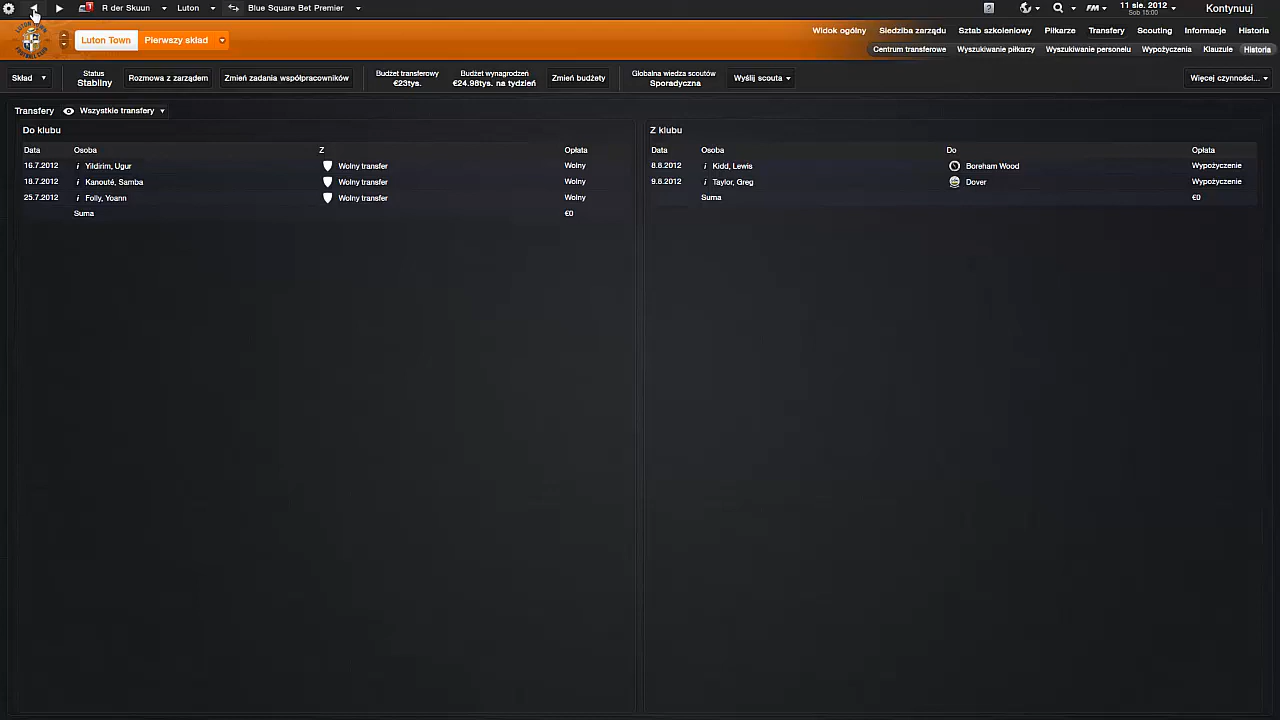 R der Skuun Luton Blue Square Bet Premier 11 sie. 2012 Sob 15:00 FM Kontynuuj
LUTON TOWN
Luton Town Pierwszy skład
Widok ogólny Siedziba zarządu Sztab szkoleniowy Piłkarze Transfery Scouting Informacje Historia
Centrum transferowe Wyszukiwanie piłkarzy Wyszukiwanie personelu Wypożyczenia Klauzule Historia
Skład Status Stabilny Rozmowa z zarządem Zmień zadania współpracowników Budżet transferowy €23tys. Budżet wynagrodzeń €24.98tys. na tydzień Zmień budżety Globalna wiedza scoutów Sporadyczna Wyślij scouta Więcej czynności...
Transfery Wszystkie transfery
Do klubu
Data Osoba Z Opłata
16.7.2012 i Yildirim, Ugur Wolny transfer Wolny
18.7.2012 i Kanouté, Samba Wolny transfer Wolny
25.7.2012 i Folly, Yoann Wolny transfer Wolny
Suma €0
Z klubu
Data Osoba Do Opłata
8.8.2012 i Kidd, Lewis Boreham Wood Wypożyczenie
9.8.2012 i Taylor, Greg Dover Wypożyczenie
Suma €0